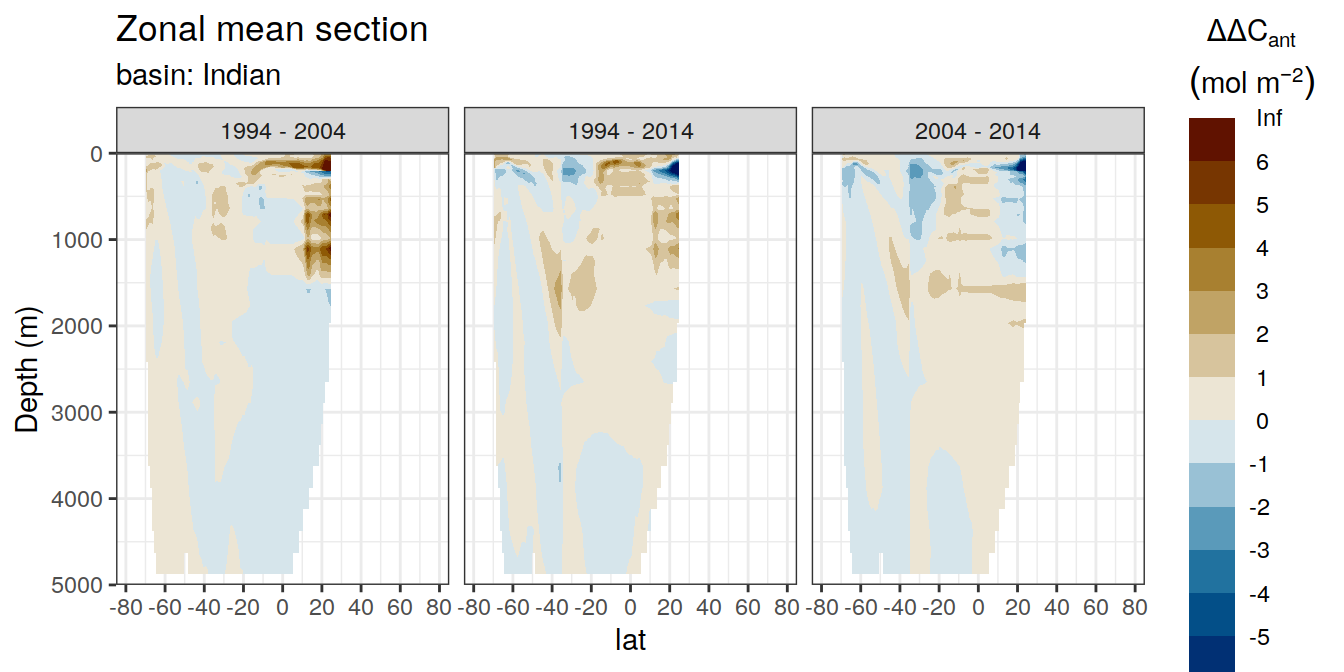 Zonal mean section
basin: Indian
1994 - 2004 1994 - 2014 2004 - 2014
ΔΔCant
(mol m−2)
Inf
6
5
4
3
2
1
0
-1
-2
-3
-4
-5
Depth (m)
0
1000
2000
3000
4000
5000
-80 -60 -40 -20 0 20 40 60 80 -80 -60 -40 -20 0 20 40 60 80 -80 -60 -40 -20 0 20 40 60 80
lat